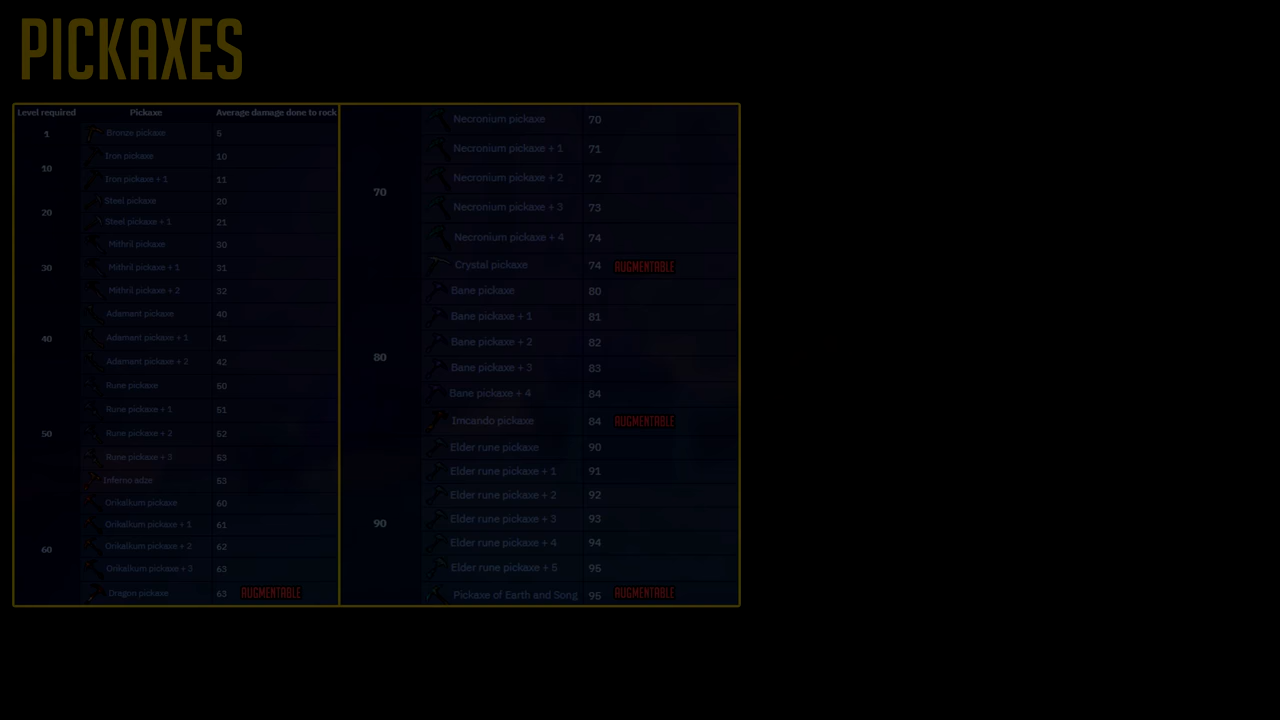 PICKAXES
Level required Pickaxe Average damage done to rock
1 Bronze pickaxe 5
10 Iron pickaxe 10
Iron pickaxe + 1 11
20 Steel pickaxe 20
Steel pickaxe + 1 21
30 Mithril pickaxe 30
Mithril pickaxe + 1 31
Mithril pickaxe + 2 32
40 Adamant pickaxe 40
Adamant pickaxe + 1 41
Adamant pickaxe + 2 42
50 Rune pickaxe 50
Rune pickaxe + 1 51
Rune pickaxe + 2 52
Rune pickaxe + 3 53
Inferno adze 53
60 Orikalkum pickaxe 60
Orikalkum pickaxe + 1 61
Orikalkum pickaxe + 2 62
Orikalkum pickaxe + 3 63
Dragon pickaxe 63 AUGMENTABLE
70 Necronium pickaxe 70
Necronium pickaxe + 1 71
Necronium pickaxe + 2 72
Necronium pickaxe + 3 73
Necronium pickaxe + 4 74
Crystal pickaxe 74 AUGMENTABLE
80 Bane pickaxe 80
Bane pickaxe + 1 81
Bane pickaxe + 2 82
Bane pickaxe + 3 83
Bane pickaxe + 4 84
Imcando pickaxe 84 AUGMENTABLE
90 Elder rune pickaxe 90
Elder rune pickaxe + 1 91
Elder rune pickaxe + 2 92
Elder rune pickaxe + 3 93
Elder rune pickaxe + 4 94
Elder rune pickaxe + 5 95
Pickaxe of Earth and Song 95 AUGMENTABLE